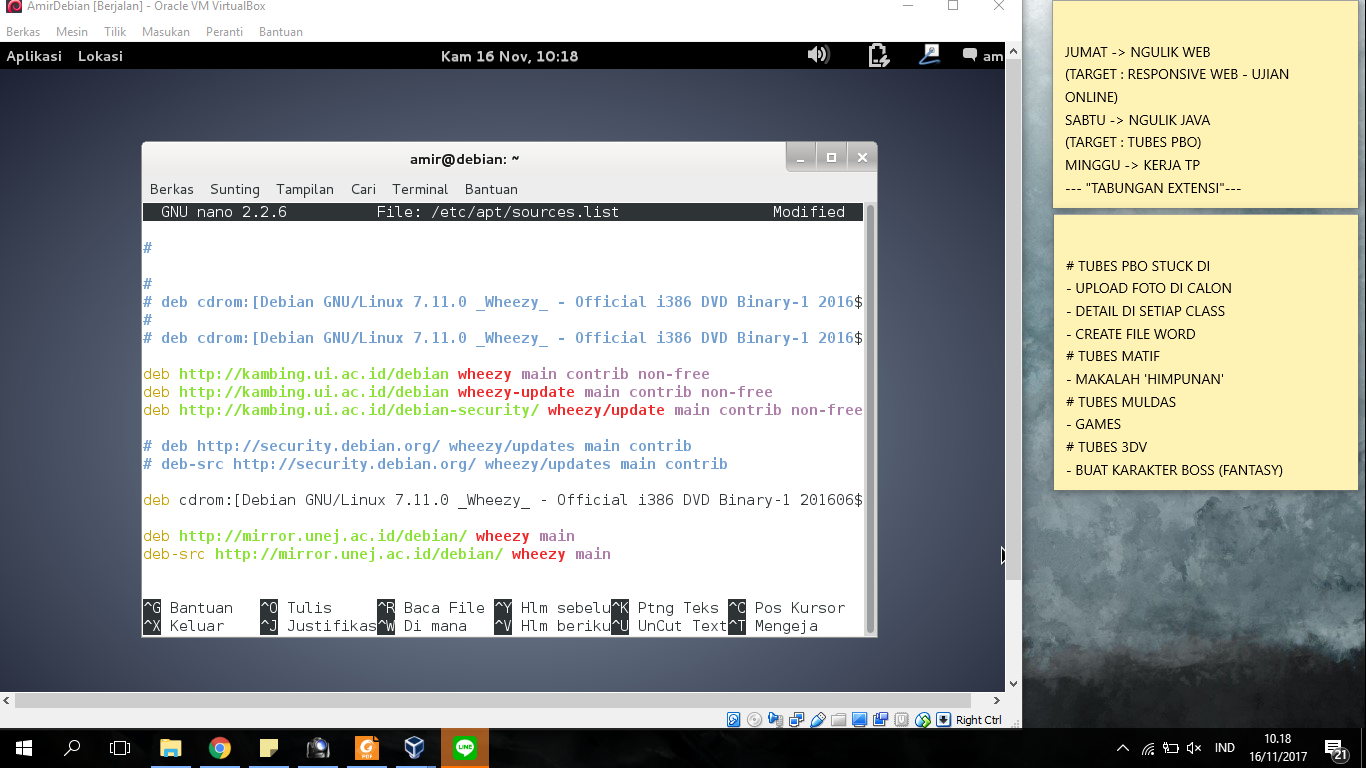 AmirDebian [Berjalan] - Oracle VM VirtualBox
Berkas Mesin Tilik Masukan Peranti Bantuan
Aplikasi Lokasi Kam 16 Nov, 10:18 am
amir@debian: ~
Berkas Sunting Tampilan Cari Terminal Bantuan
GNU nano 2.2.6 File: /etc/apt/sources.list Modified
#
#
# deb cdrom:[Debian GNU/Linux 7.11.0 _Wheezy_ - Official i386 DVD Binary-1 2016$
#
# deb cdrom:[Debian GNU/Linux 7.11.0 _Wheezy_ - Official i386 DVD Binary-1 2016$
deb http://kambing.ui.ac.id/debian wheezy main contrib non-free
deb http://kambing.ui.ac.id/debian wheezy-update main contrib non-free
deb http://kambing.ui.ac.id/debian-security/ wheezy/update main contrib non-free
# deb http://security.debian.org/ wheezy/updates main contrib
# deb-src http://security.debian.org/ wheezy/updates main contrib
deb cdrom:[Debian GNU/Linux 7.11.0 _Wheezy_ - Official i386 DVD Binary-1 201606$
deb http://mirror.unej.ac.id/debian/ wheezy main
deb-src http://mirror.unej.ac.id/debian/ wheezy main
^G Bantuan ^O Tulis ^R Baca File ^Y Hlm sebelu^K Ptng Teks ^C Pos Kursor
^X Keluar ^J Justifikas^W Di mana ^V Hlm beriku^U UnCut Text^T Mengeja
Right Ctrl
JUMAT -> NGULIK WEB
(TARGET : RESPONSIVE WEB - UJIAN
ONLINE)
SABTU -> NGULIK JAVA
(TARGET : TUBES PBO)
MINGGU -> KERJA TP
--- "TABUNGAN EXTENSI"---
# TUBES PBO STUCK DI
- UPLOAD FOTO DI CALON
- DETAIL DI SETIAP CLASS
- CREATE FILE WORD
# TUBES MATIF
- MAKALAH 'HIMPUNAN'
# TUBES MULDAS
- GAMES
# TUBES 3DV
- BUAT KARAKTER BOSS (FANTASY)
PDF
LINE
IND
10.18
16/11/2017
21